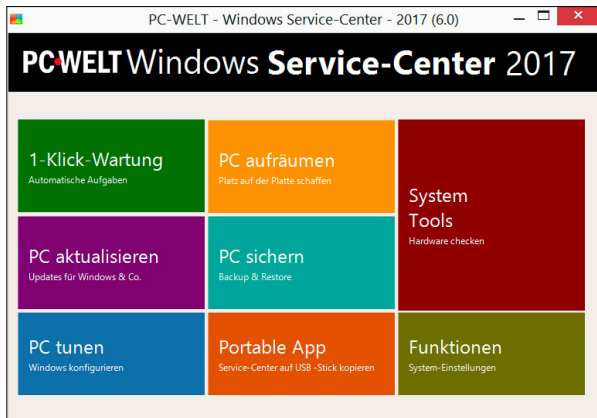 PC-WELT - Windows Service-Center - 2017 (6.0)
PC WELT Windows Service-Center 2017
1-Klick-Wartung
Automatische Aufgaben
PC aufräumen
Platz auf der Platte schaffen
System
Tools
Hardware checken
PC aktualisieren
Updates für Windows & Co.
PC sichern
Backup & Restore
PC tunen
Windows konfigurieren
Portable App
Service-Center auf USB -Stick kopieren
Funktionen
System-Einstellungen